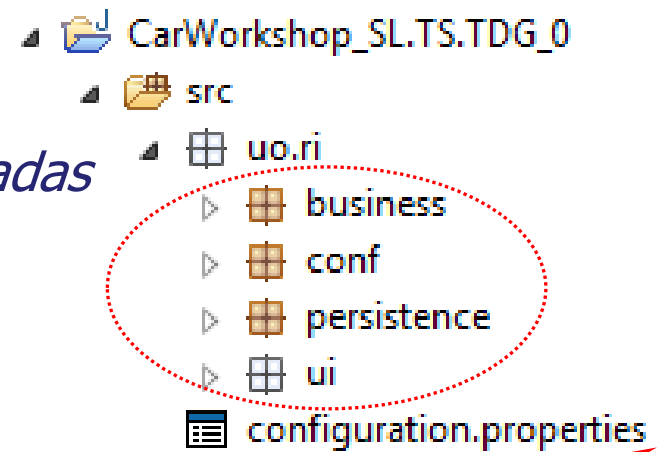 CarWorkshop_SL.TS.TDG_0
src
uo.ri
adas
business
conf
persistence
ui
configuration.properties